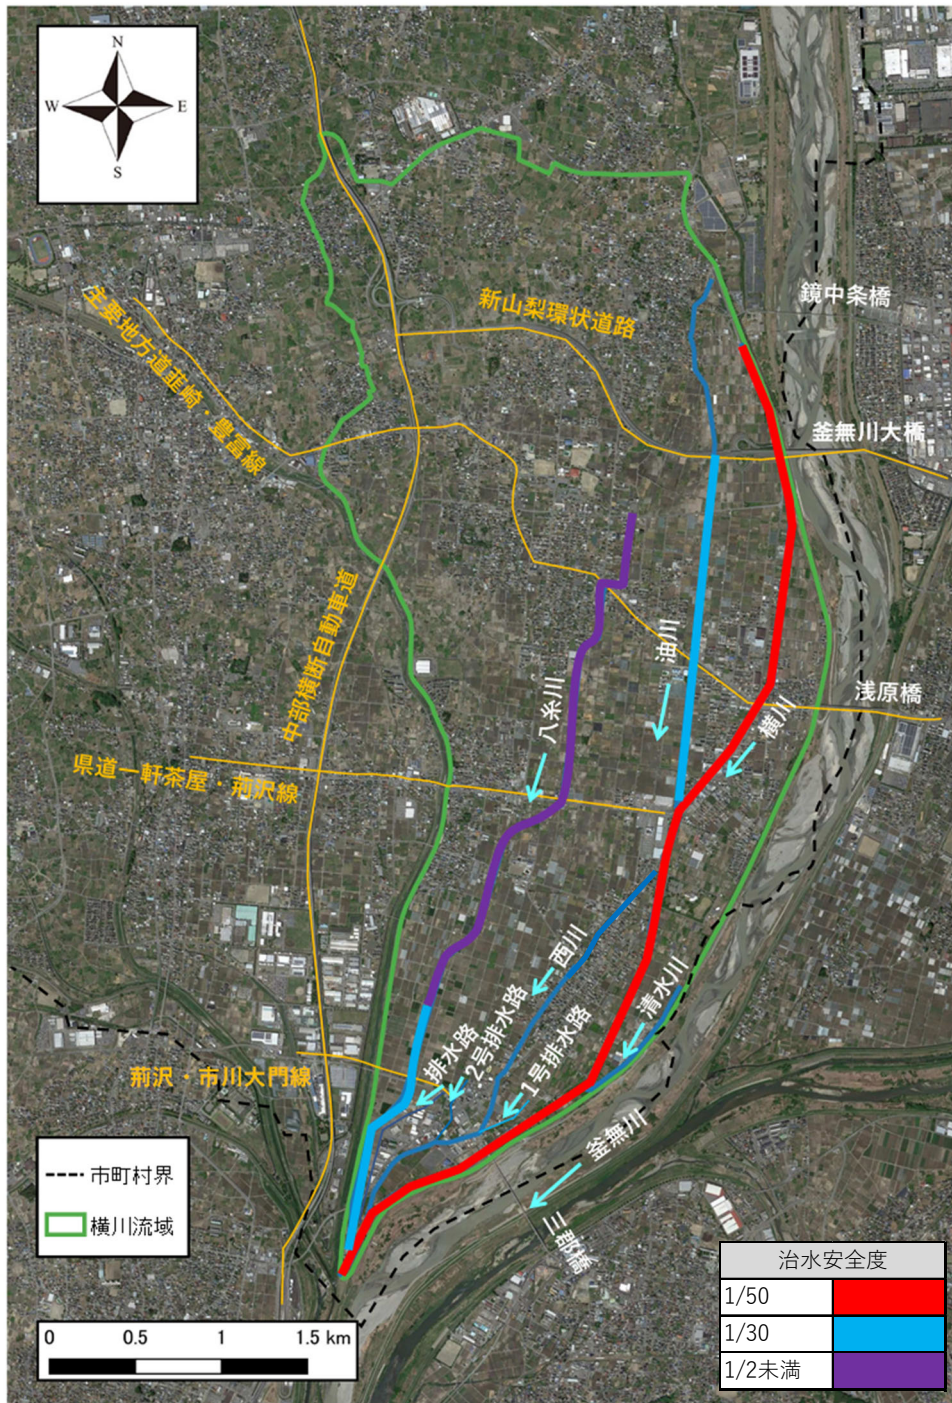 N
W E
S
鏡中条橋
新山梨環状道路
主要地方道韮崎・豊富線
釜無川大橋
中部横断自動車道
油川
八糸川
浅原橋
横川
県道一軒茶屋・荊沢線
西川
清水川
排水路
2号排水路
1号排水路
荊沢・市川大門線
釜無川
三郡橋
市町村界
横川流域
治水安全度
1/50
1/30
1/2未満
0 0.5 1 1.5 km